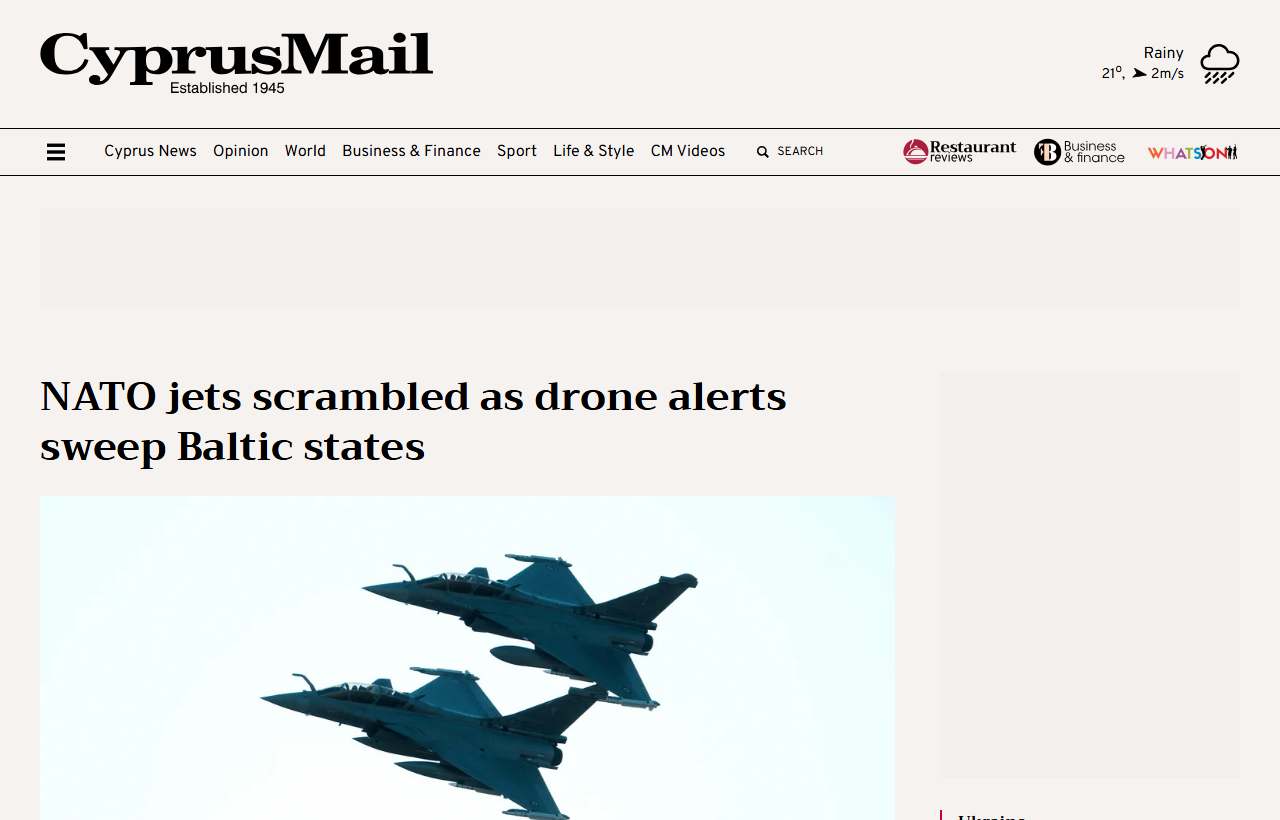 CyprusMail
Established 1945
Rainy
21°, 2m/s
Cyprus News Opinion World Business & Finance Sport Life & Style CM Videos SEARCH
Restaurant
reviews
Business
& finance
WHATSON
NATO jets scrambled as drone alerts
sweep Baltic states
Ukraine